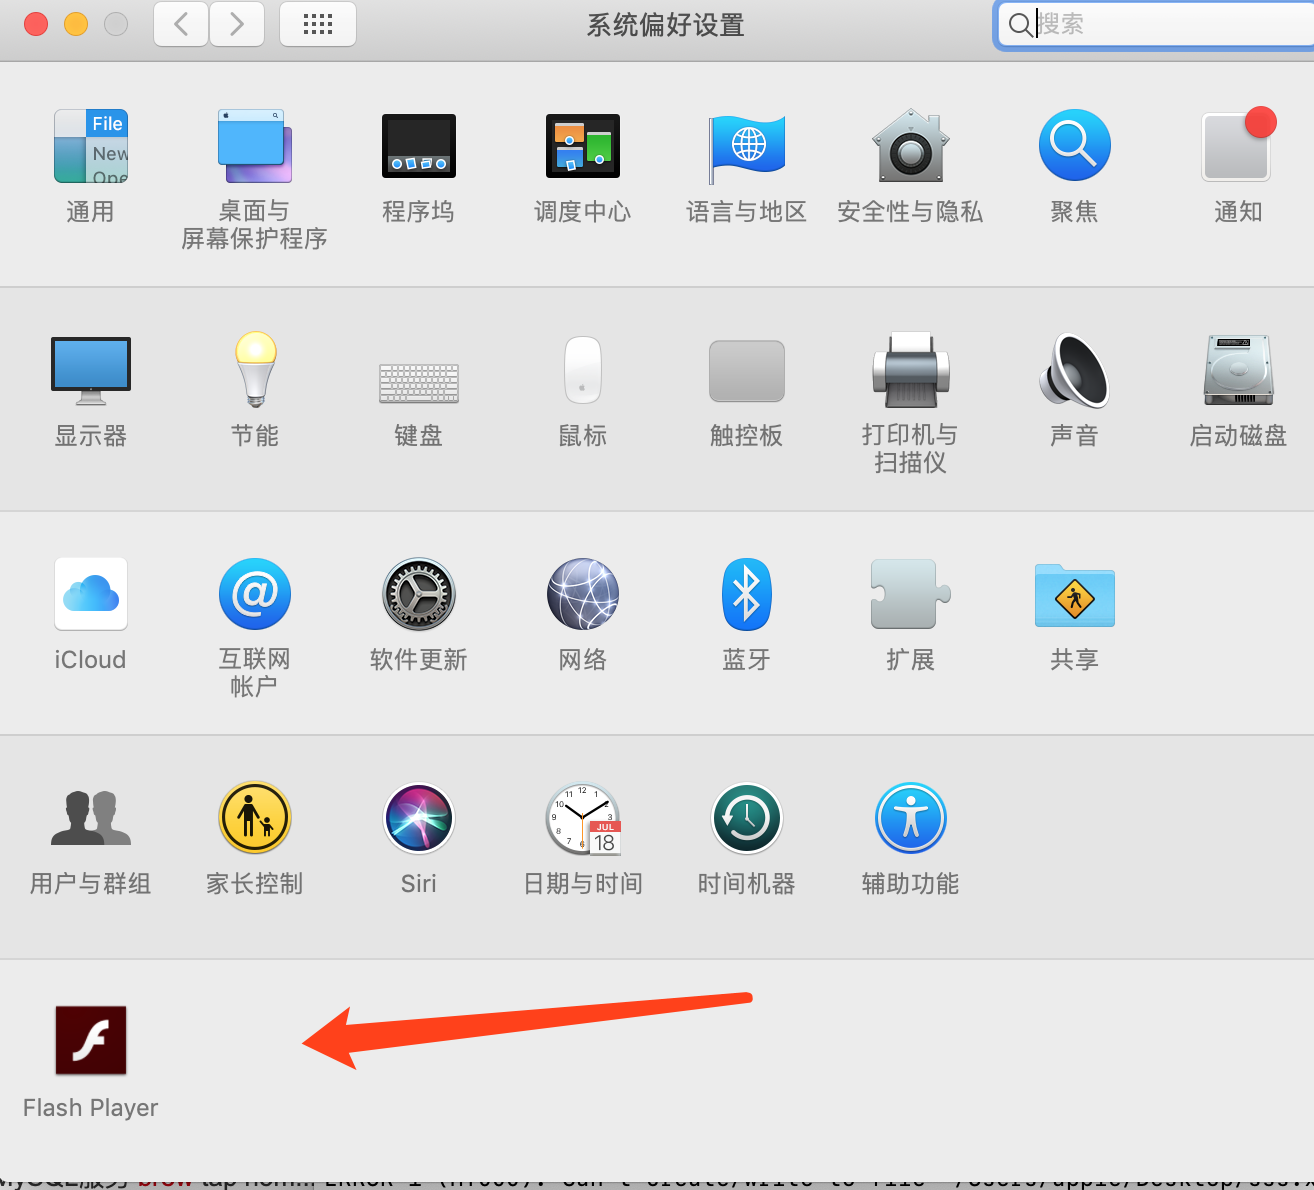 系统偏好设置
搜索
File
New
Ope
通用
桌面与
屏幕保护程序
程序坞
调度中心
语言与地区
安全性与隐私
聚焦
通知
显示器
节能
键盘
鼠标
触控板
打印机与
扫描仪
声音
启动磁盘
iCloud
互联网
帐户
软件更新
网络
蓝牙
扩展
共享
用户与群组
家长控制
Siri
JUL
18
日期与时间
时间机器
辅助功能
Flash Player